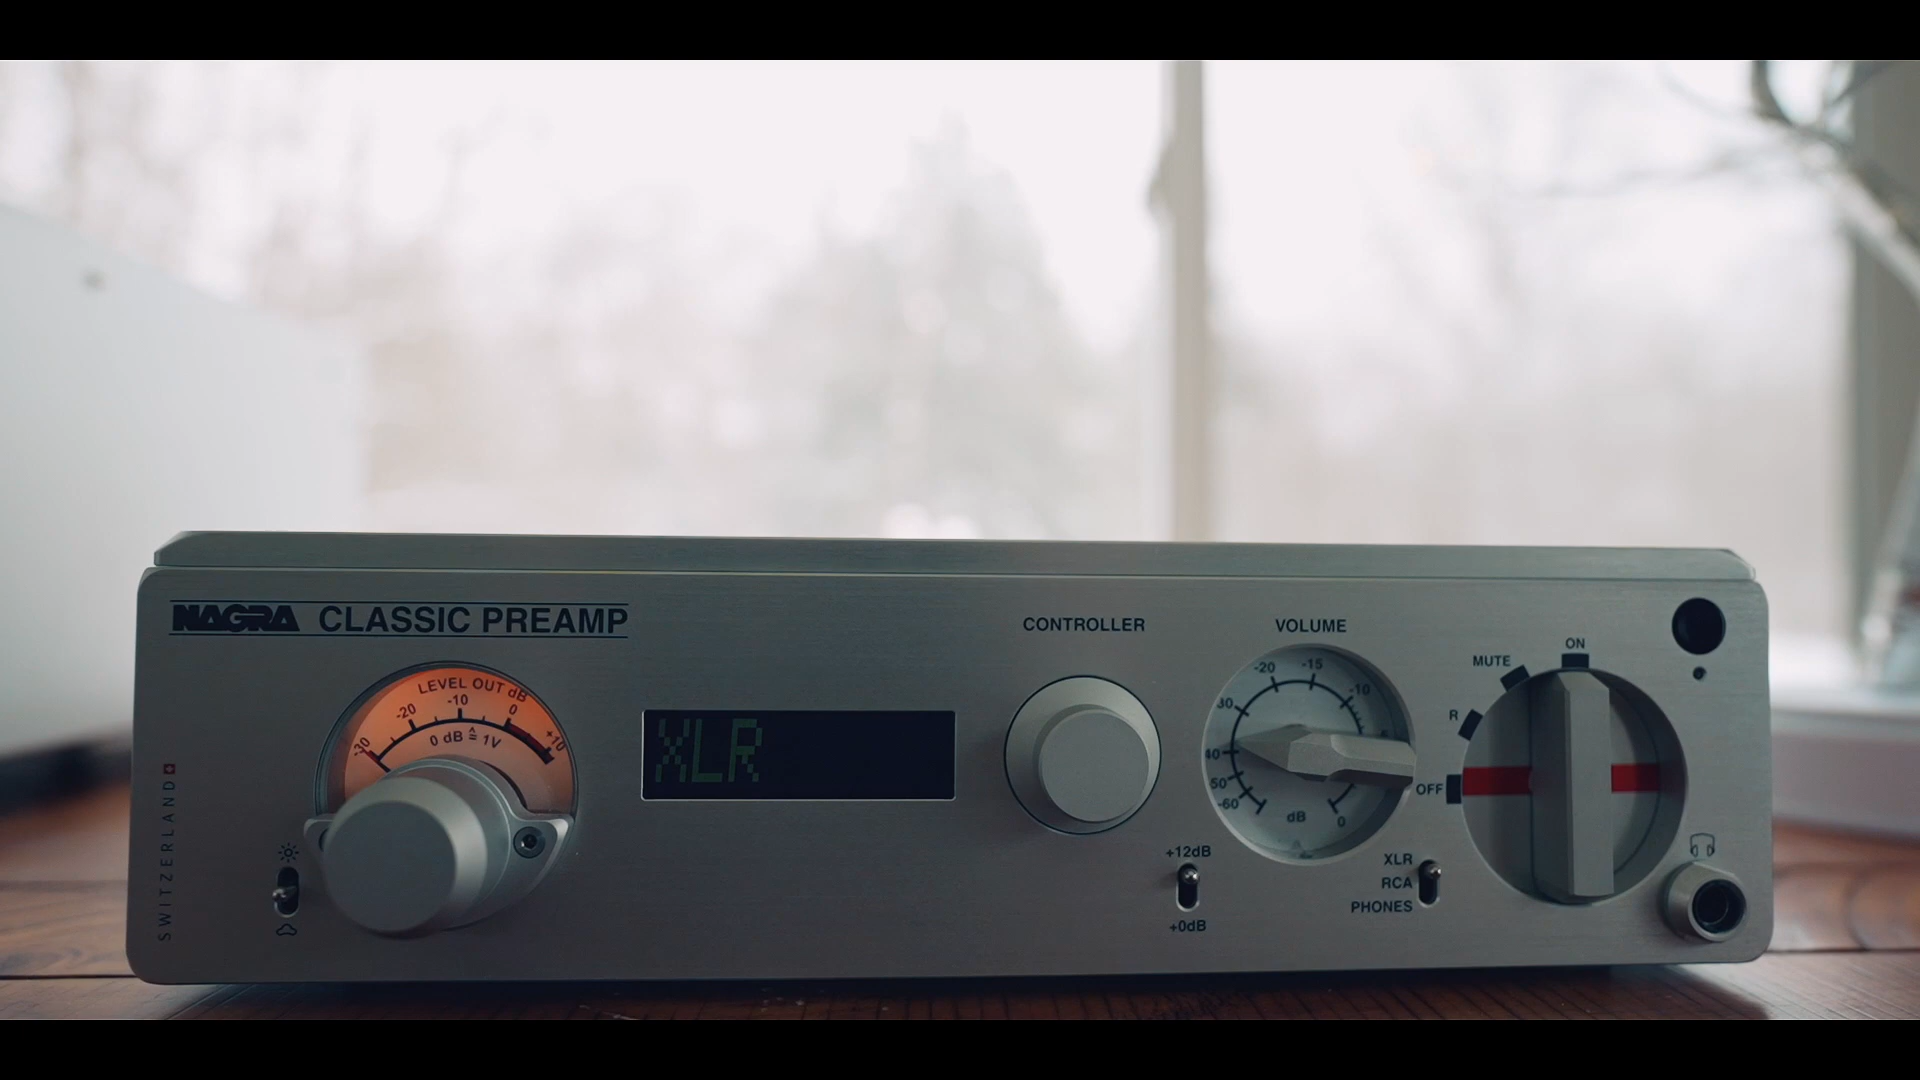 NAGRA CLASSIC PREAMP
SWITZERLAND
LEVEL OUT dB
-30 -20 -10 0 +10
0 dB ≙ 1V
XLR
CONTROLLER
+12dB
+0dB
VOLUME
-60 -50 -40 -30 -20 -15 -10 0
dB
XLR
RCA
PHONES
OFF
R
MUTE
ON